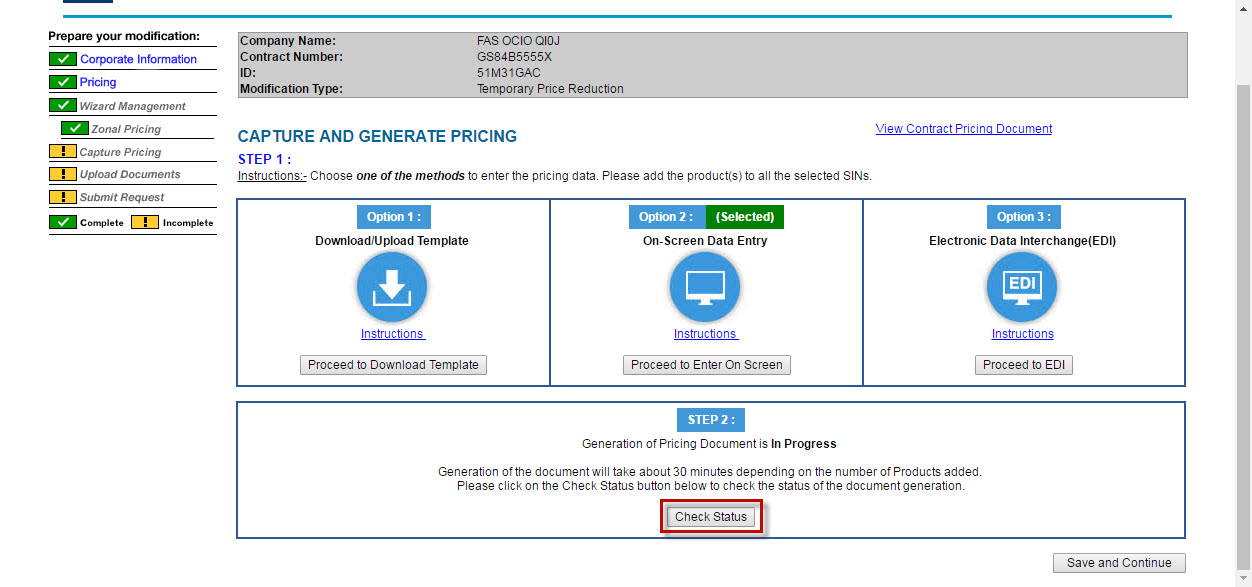 Prepare your modification:
Corporate Information
Pricing
Wizard Management
Zonal Pricing
Capture Pricing
Upload Documents
Submit Request
Complete Incomplete
Company Name: FAS OCIO QI0J
Contract Number: GS84B5555X
ID: 51M31GAC
Modification Type: Temporary Price Reduction
CAPTURE AND GENERATE PRICING
View Contract Pricing Document
STEP 1 :
Instructions:- Choose one of the methods to enter the pricing data. Please add the product(s) to all the selected SINs.
Option 1 :
Download/Upload Template
Instructions
Proceed to Download Template
Option 2 : (Selected)
On-Screen Data Entry
Instructions
Proceed to Enter On Screen
Option 3 :
Electronic Data Interchange(EDI)
EDI
Instructions
Proceed to EDI
STEP 2 :
Generation of Pricing Document is In Progress
Generation of the document will take about 30 minutes depending on the number of Products added.
Please click on the Check Status button below to check the status of the document generation.
Check Status
Save and Continue